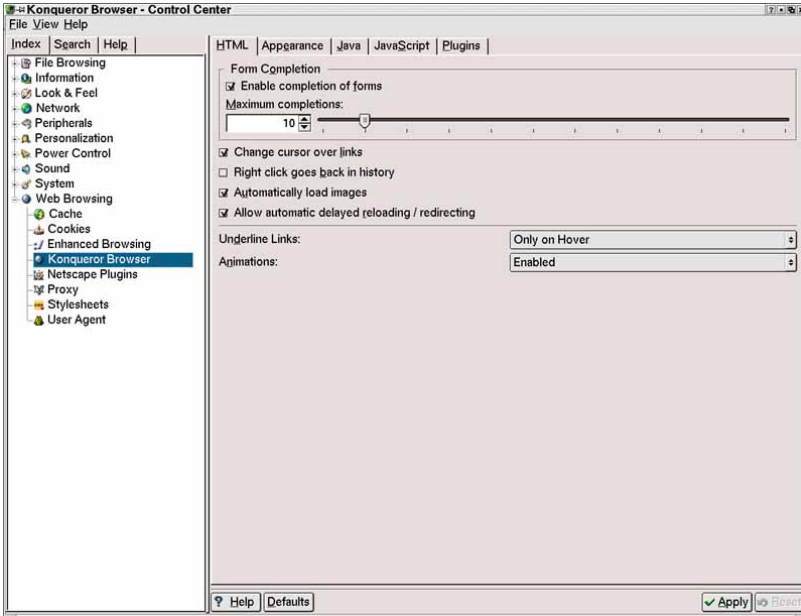 Konqueror Browser - Control Center
File View Help
Index Search Help
File Browsing
Information
Look & Feel
Network
Peripherals
Personalization
Power Control
Sound
System
Web Browsing
Cache
Cookies
Enhanced Browsing
Konqueror Browser
Netscape Plugins
Proxy
Stylesheets
User Agent
HTML Appearance Java JavaScript Plugins
Form Completion
Enable completion of forms
Maximum completions:
10
Change cursor over links
Right click goes back in history
Automatically load images
Allow automatic delayed reloading / redirecting
Underline Links: Only on Hover
Animations: Enabled
? Help Defaults Apply Reset